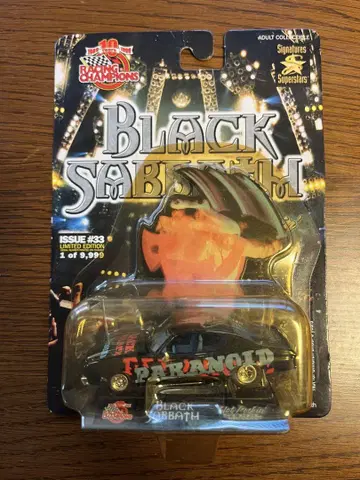 ADULT COLLECTIBLE
10
RACING
CHAMPIONS
Signatures
Superstars
BLACK
SABBATH
ISSUE #33
LIMITED EDITION
1 of 9,999
PARANOID
BLACK
SABBATH